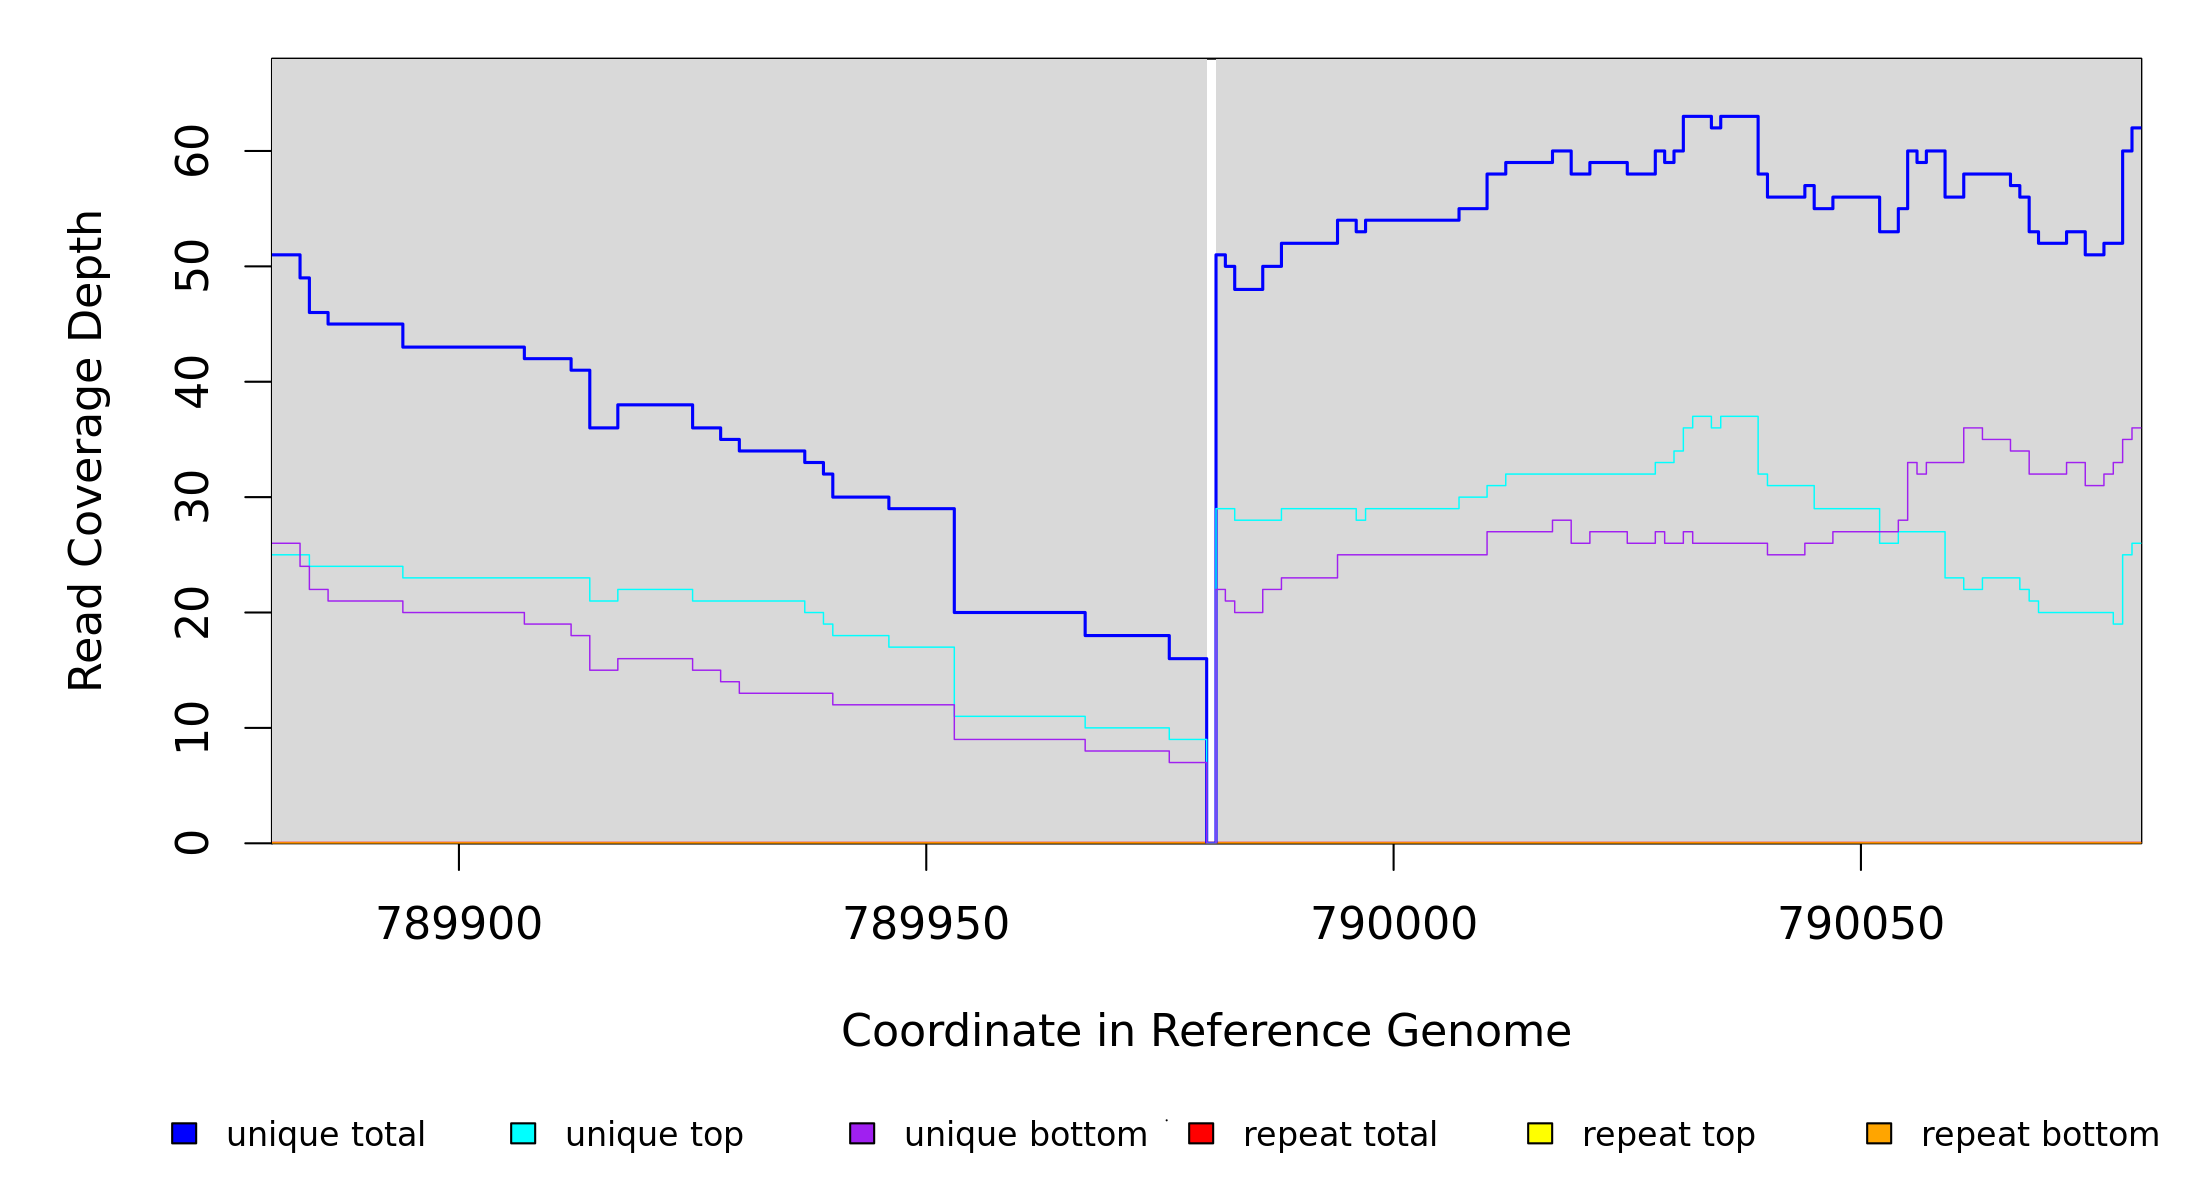 Read Coverage Depth
60
50
40
30
20
10
0
789900 789950 790000 790050
Coordinate in Reference Genome
unique total unique top unique bottom repeat total repeat top repeat bottom